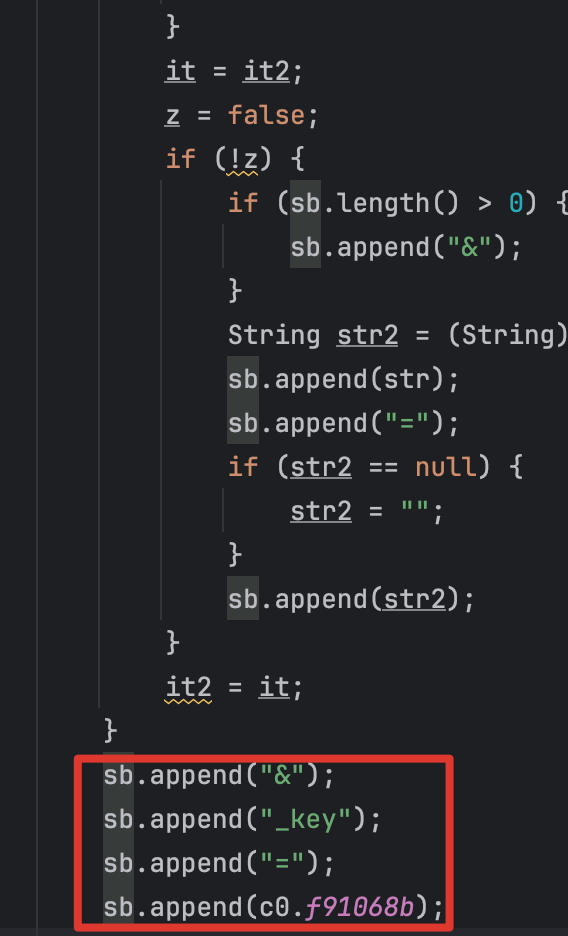 }
it = it2;
z = false;
if (!z) {
if (sb.length() > 0) {
sb.append("&");
}
String str2 = (String)
sb.append(str);
sb.append("=");
if (str2 == null) {
str2 = "";
}
sb.append(str2);
}
it2 = it;
}
sb.append("&");
sb.append("_key");
sb.append("=");
sb.append(c0.f91068b);